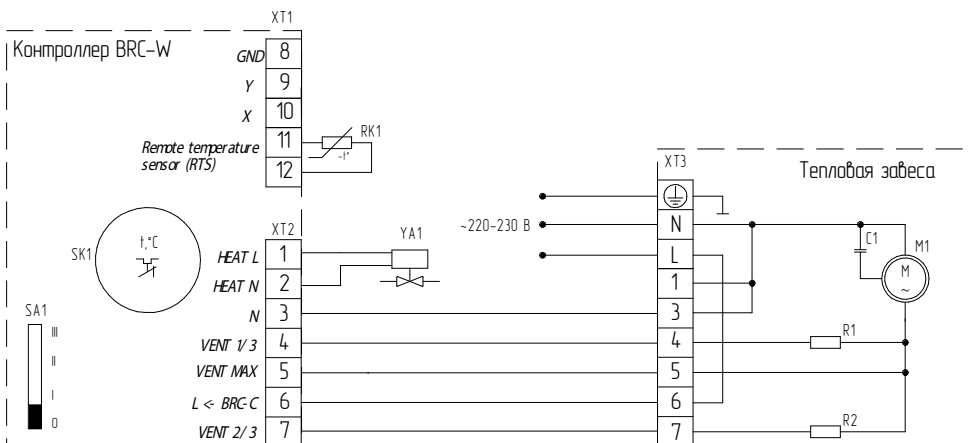 XT1
Контроллер BRC-W
GND 8
Y 9
X 10
Remote temperature
sensor (RTS)
11
12
RK1
-t°
XT2
SK1
t,°C
HEAT L 1
HEAT N 2
N 3
VENT 1/3 4
VENT MAX 5
L <- BRC-C 6
VENT 2/3 7
YA1
SA1
III
II
I
0
~220-230 В
XT3
Тепловая завеса
N
L
1
3
4
5
6
7
C1
M1
M
~
R1
R2